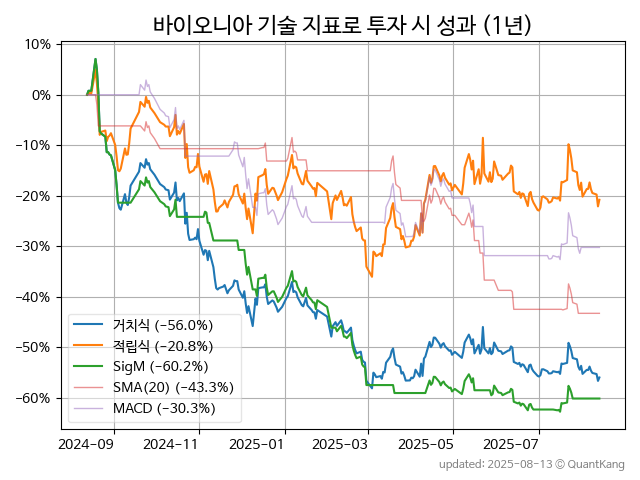 바이오니아 기술 지표로 투자 시 성과 (1년)
10%
0%
−10%
−20%
−30%
−40%
−50%
−60%
거치식 (−56.0%)
적립식 (−20.8%)
SigM (−60.2%)
SMA(20) (−43.3%)
MACD (−30.3%)
2024-09 2024-11 2025-01 2025-03 2025-05 2025-07
updated: 2025-08-13 © QuantKang